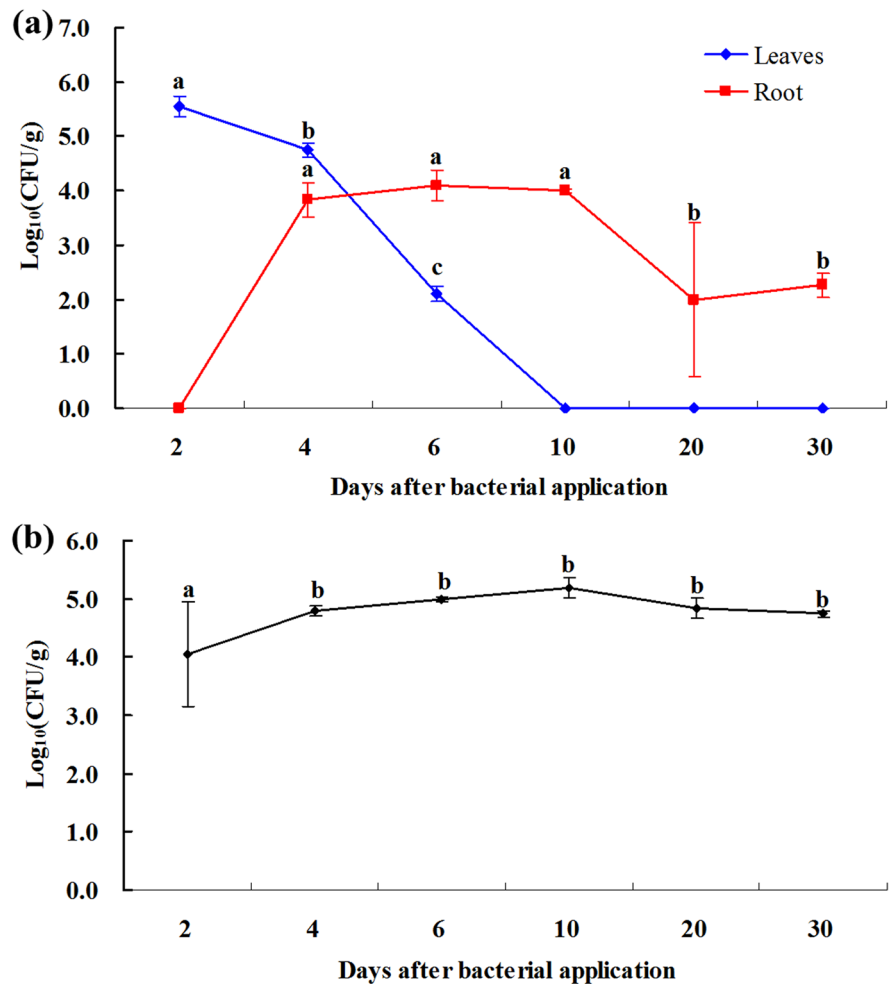 (a)
7.0
6.0
5.0
4.0
3.0
2.0
1.0
0.0
Log₁₀(CFU/g)
Leaves
Root
a
b
a
c
a
a
b
b
2 4 6 10 20 30
Days after bacterial application
(b)
6.0
5.0
4.0
3.0
2.0
1.0
0.0
Log₁₀(CFU/g)
a b b b b b
2 4 6 10 20 30
Days after bacterial application